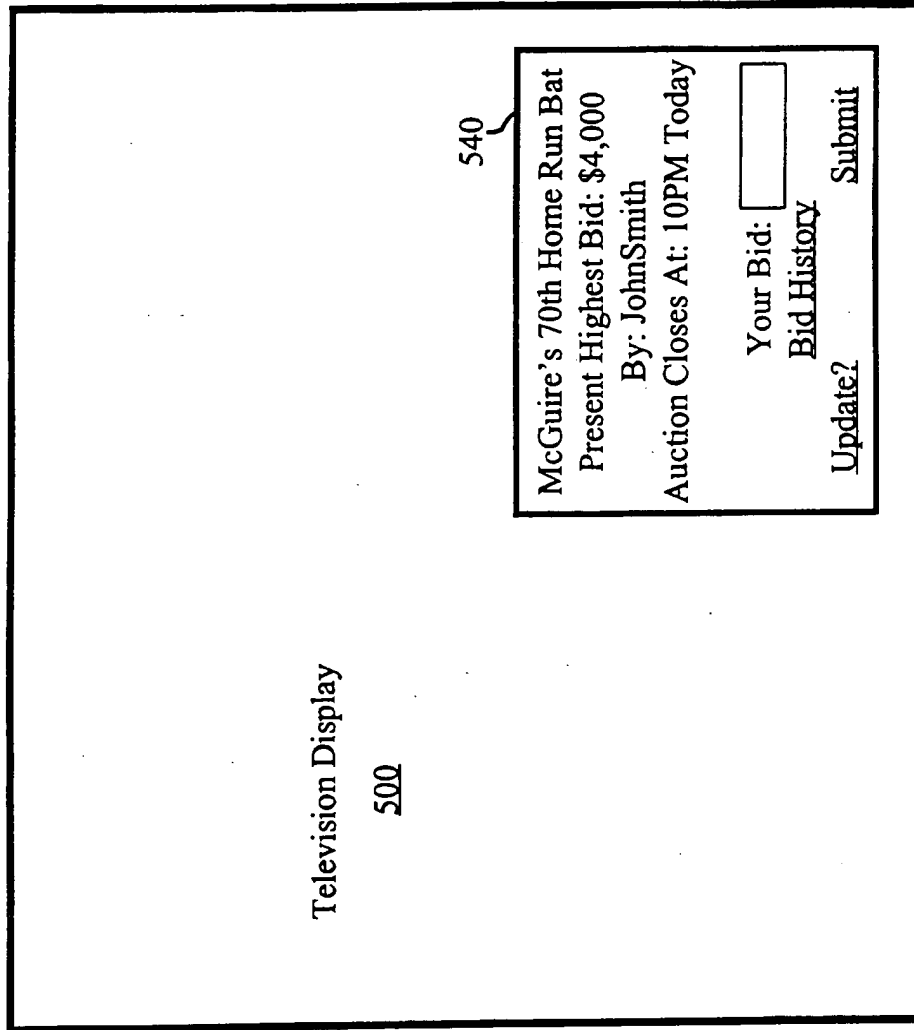 Television Display
500
540
McGuire's 70th Home Run Bat
Present Highest Bid: $4,000
By: JohnSmith
Auction Closes At: 10PM Today
Your Bid:
Bid History
Update? Submit